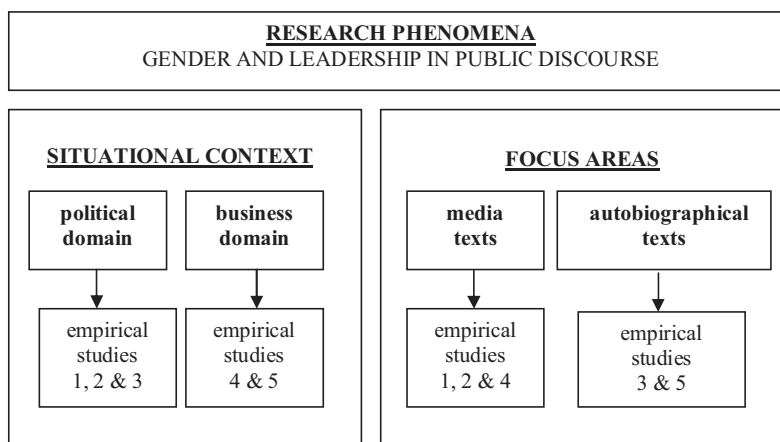 RESEARCH PHENOMENA
GENDER AND LEADERSHIP IN PUBLIC DISCOURSE
SITUATIONAL CONTEXT
political
domain
business
domain
empirical
studies
1, 2 & 3
empirical
studies
4 & 5
FOCUS AREAS
media
texts
autobiographical
texts
empirical
studies
1, 2 & 4
empirical
studies
3 & 5